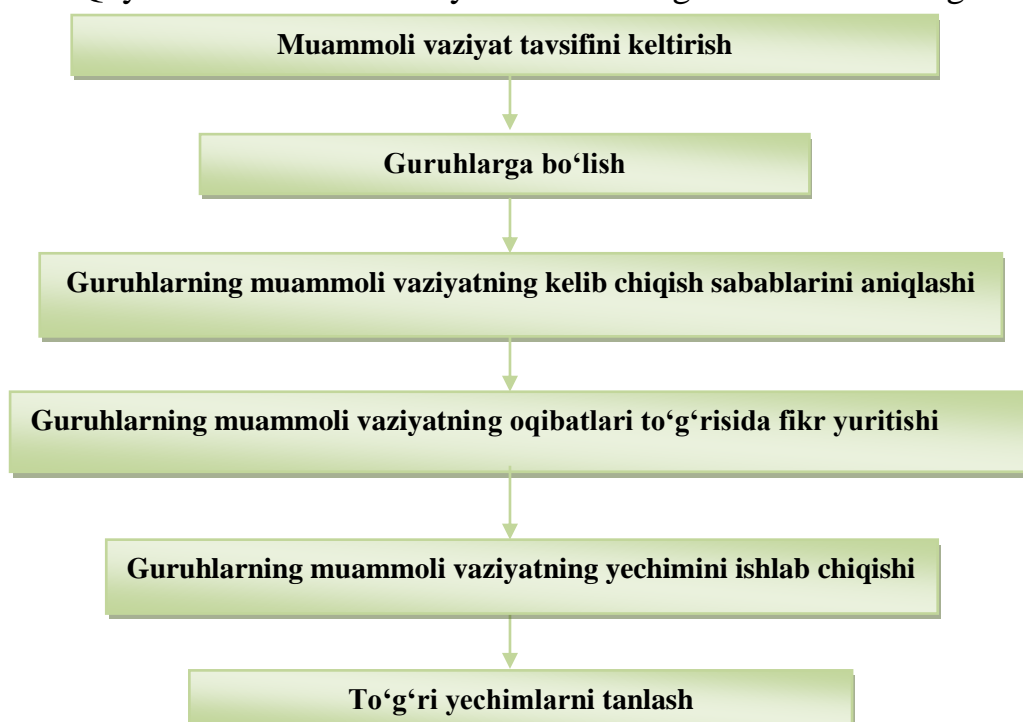 Muammoli vaziyat tavsifini keltirish
Guruhlarga bo‘lish
Guruhlarning muammoli vaziyatning kelib chiqish sabablarini aniqlashi
Guruhlarning muammoli vaziyatning oqibatlari to‘g‘risida fikr yuritishi
Guruhlarning muammoli vaziyatning yechimini ishlab chiqishi
To‘g‘ri yechimlarni tanlash